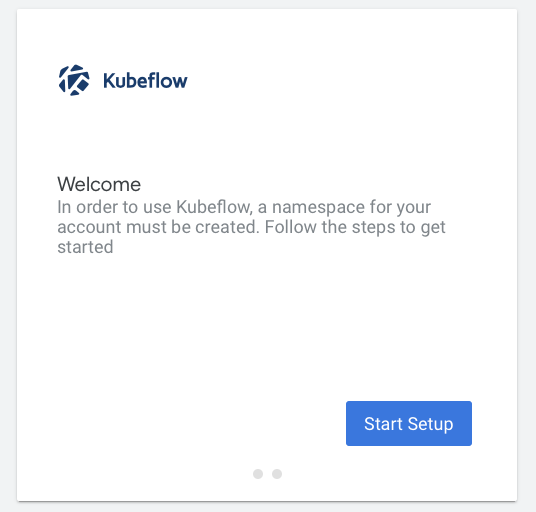 Kubeflow
Welcome
In order to use Kubeflow, a namespace for your
account must be created. Follow the steps to get
started
Start Setup